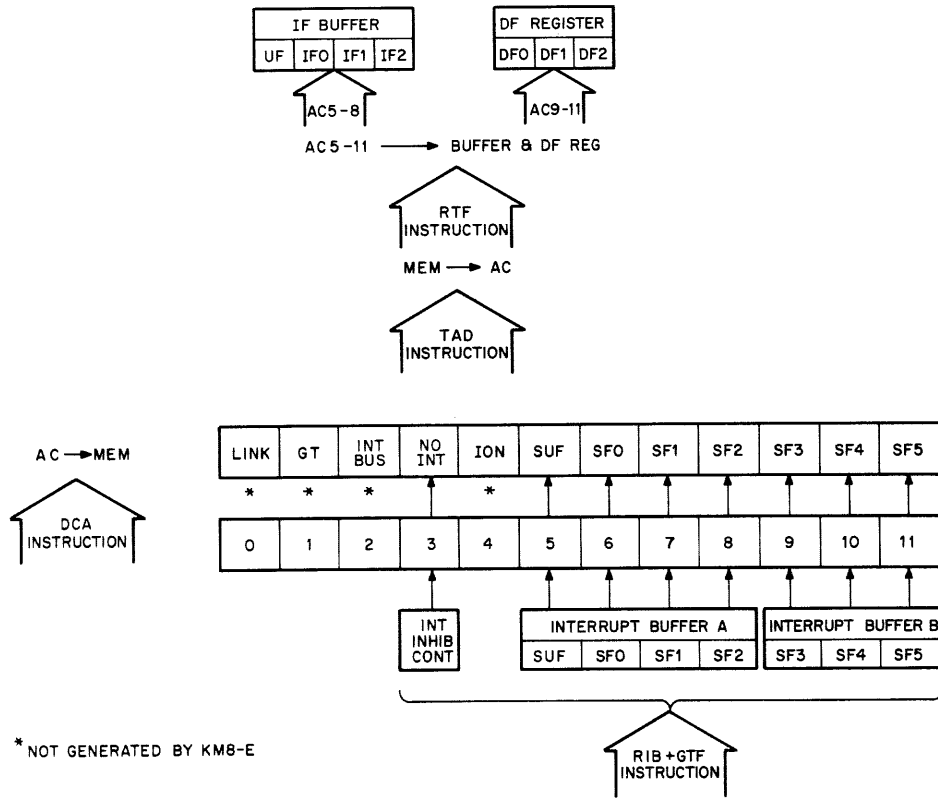 IF BUFFER
DF REGISTER
UF IF0 IF1 IF2
DF0 DF1 DF2
AC5-8
AC9-11
AC5-11 → BUFFER & DF REG
RTF
INSTRUCTION
MEM → AC
TAD
INSTRUCTION
AC → MEM
LINK GT INT BUS NO INT ION SUF SF0 SF1 SF2 SF3 SF4 SF5
* * * *
DCA
INSTRUCTION
0 1 2 3 4 5 6 7 8 9 10 11
INT
INHIB
CONT
INTERRUPT BUFFER A
INTERRUPT BUFFER B
SUF SF0 SF1 SF2
SF3 SF4 SF5
* NOT GENERATED BY KM8-E
RIB+GTF
INSTRUCTION